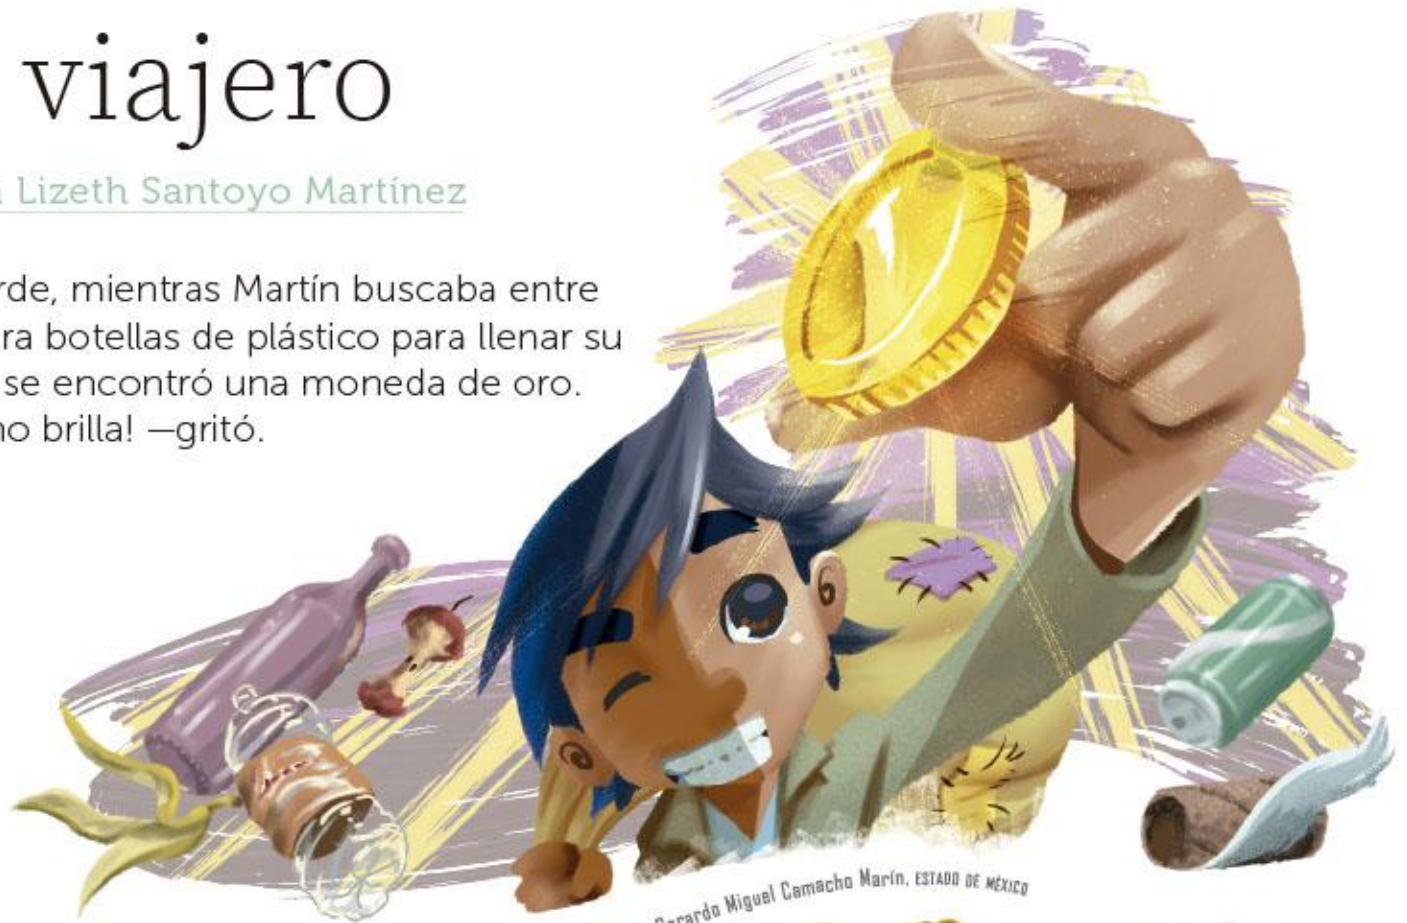 viajero
Lizeth Santoyo Martínez
rde, mientras Martín buscaba entre
ra botellas de plástico para llenar su
se encontró una moneda de oro.
no brilla! —gritó.
Gerardo Miguel Camacho Marín, ESTADO DE MÉXICO